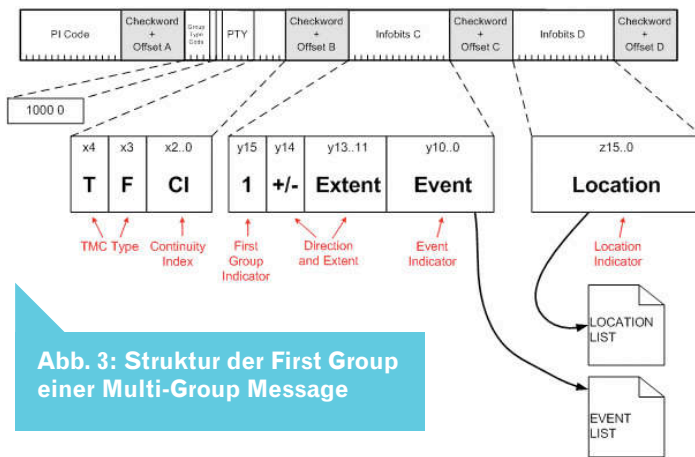 PI Code
Checkword
+
Offset A
Group
Type
Code
PTY
Checkword
+
Offset B
Infobits C
Checkword
+
Offset C
Infobits D
Checkword
+
Offset D
1000 0
x4
x3
x2..0
T
F
CI
y15
y14
y13..11
y10..0
1
+/-
Extent
Event
z15..0
Location
TMC Type
Continuity
Index
First
Group
Indicator
Direction
and Extent
Event
Indicator
Location
Indicator
LOCATION
LIST
EVENT
LIST
Abb. 3: Struktur der First Group
einer Multi-Group Message